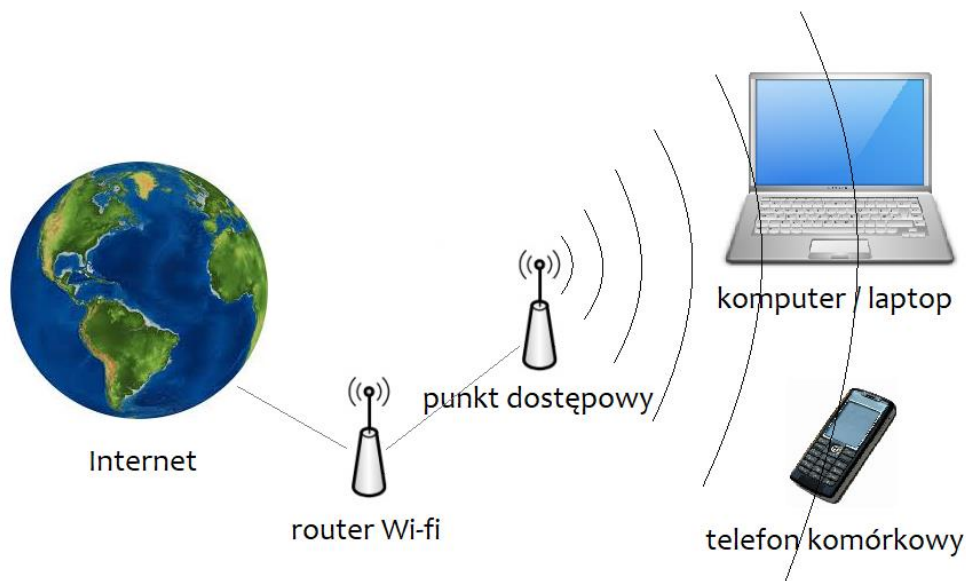 komputer / laptop
punkt dostępowy
Internet
router Wi-fi
telefon komórkowy